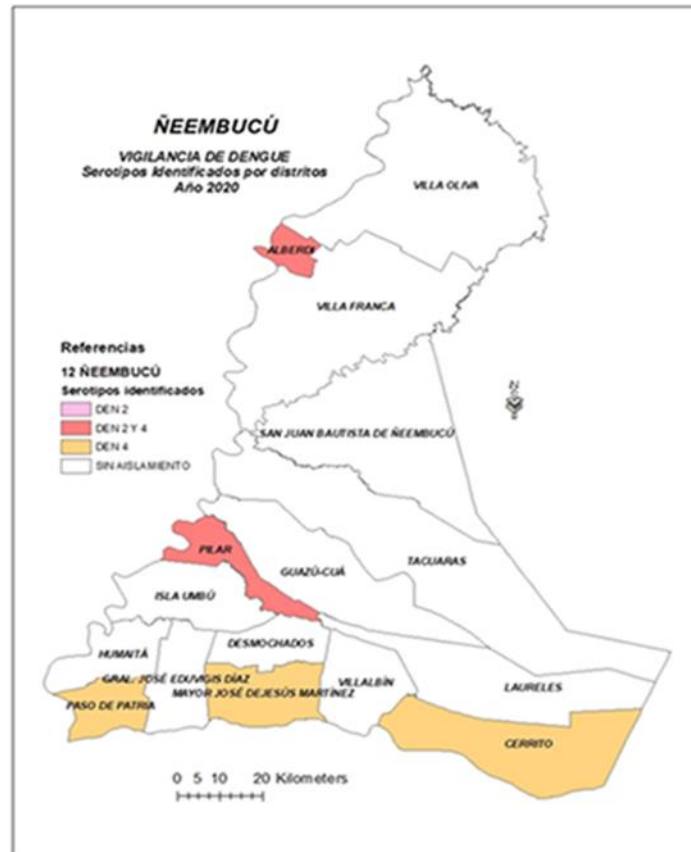 ÑEEMBUCÚ
VIGILANCIA DE DENGUE
Serotipos Identificados por distritos
Año 2020
VILLA OLIVA
ALBERDI
VILLA FRANCA
Referencias
12 ÑEEMBUCÚ
Serotipos identificados
DEN 2
DEN 2 Y 4
DEN 4
SIN AISLAMIENTO
SAN JUAN BAUTISTA DE ÑEEMBUCÚ
PILAR
GUAZÚ-CUÁ
TACUARAS
ISLA UMBÚ
HUMAITÁ
DESMOCHADOS
GRAL. JOSÉ EDUVIGIS DÍAZ
VILLALBÍN
LAURELES
PASO DE PATRIA
MAYOR JOSÉ DEJESÚS MARTÍNEZ
CERRITO
0 5 10 20 Kilometers